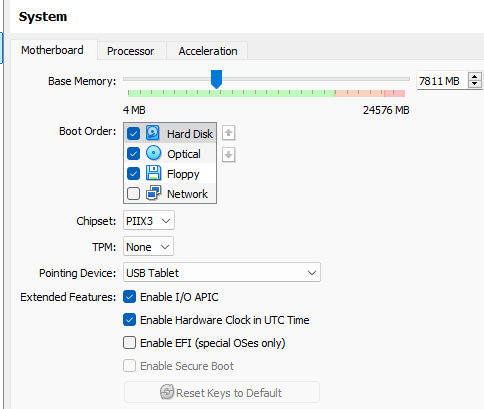 System
Motherboard Processor Acceleration
Base Memory: 7811 MB
4 MB 24576 MB
Boot Order: Hard Disk
Optical
Floppy
Network
Chipset: PIIX3
TPM: None
Pointing Device: USB Tablet
Extended Features: Enable I/O APIC
Enable Hardware Clock in UTC Time
Enable EFI (special OSes only)
Enable Secure Boot
Reset Keys to Default